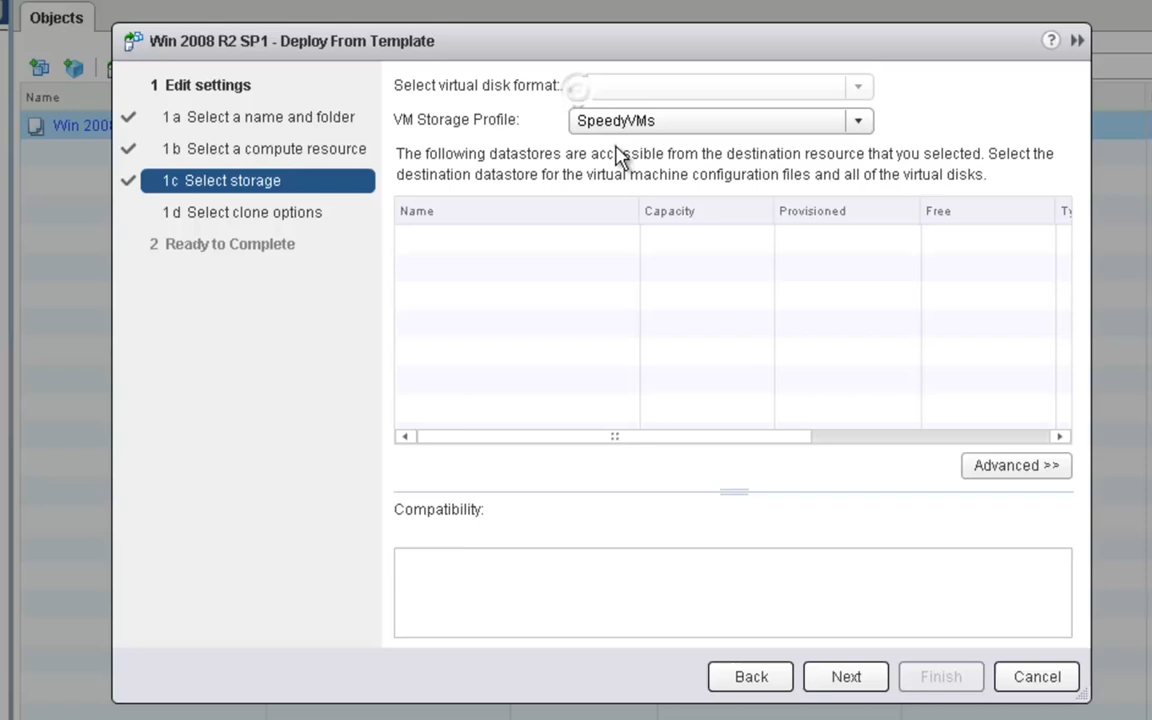 Objects
Win 2008 R2 SP1 - Deploy From Template
?
Name
Win 2008
1 Edit settings
1a Select a name and folder
1b Select a compute resource
1c Select storage
1d Select clone options
2 Ready to Complete
Select virtual disk format:
VM Storage Profile:
SpeedyVMs
The following datastores are accessible from the destination resource that you selected. Select the
destination datastore for the virtual machine configuration files and all of the virtual disks.
Name Capacity Provisioned Free Ty
Advanced >>
Compatibility:
Back Next Finish Cancel